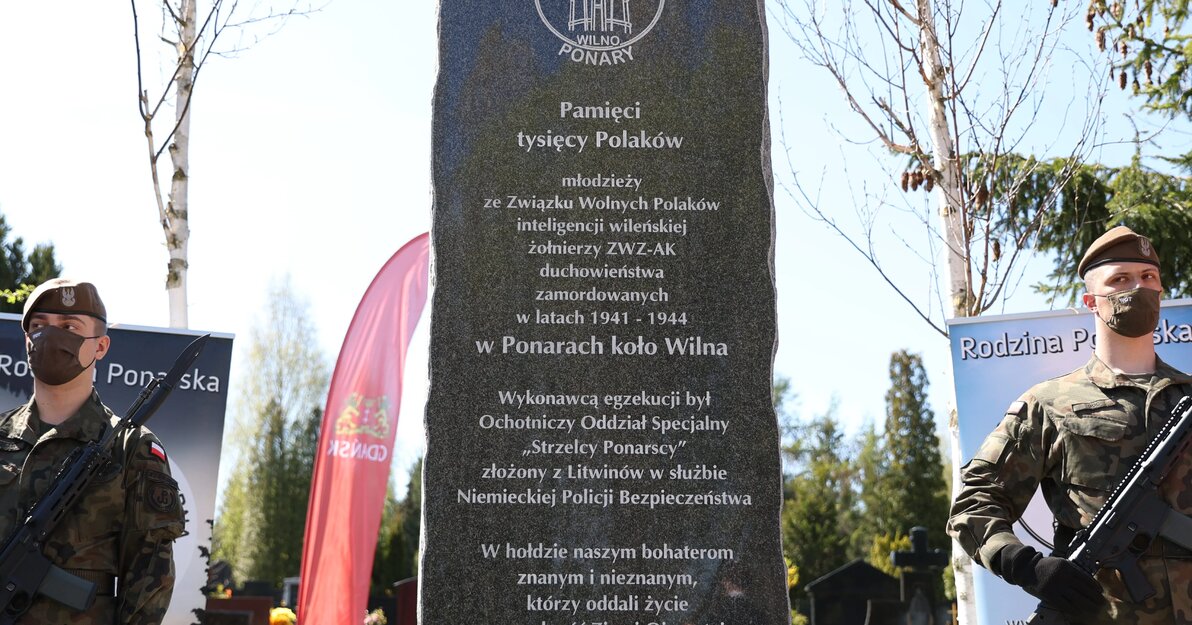 WILNO
PONARY
Pamięci
tysięcy Polaków
młodzieży
ze Związku Wolnych Polaków
inteligencji wileńskiej
żołnierzy ZWZ-AK
duchowieństwa
zamordowanych
w latach 1941 - 1944
w Ponarach koło Wilna
Wykonawcą egzekucji był
Ochotniczy Oddział Specjalny
„Strzelcy Ponarscy”
złożony z Litwinów w służbie
Niemieckiej Policji Bezpieczeństwa
W hołdzie naszym bohaterom
znanym i nieznanym,
którzy oddali życie
GDAŃSK
Ponarska
Rodzina